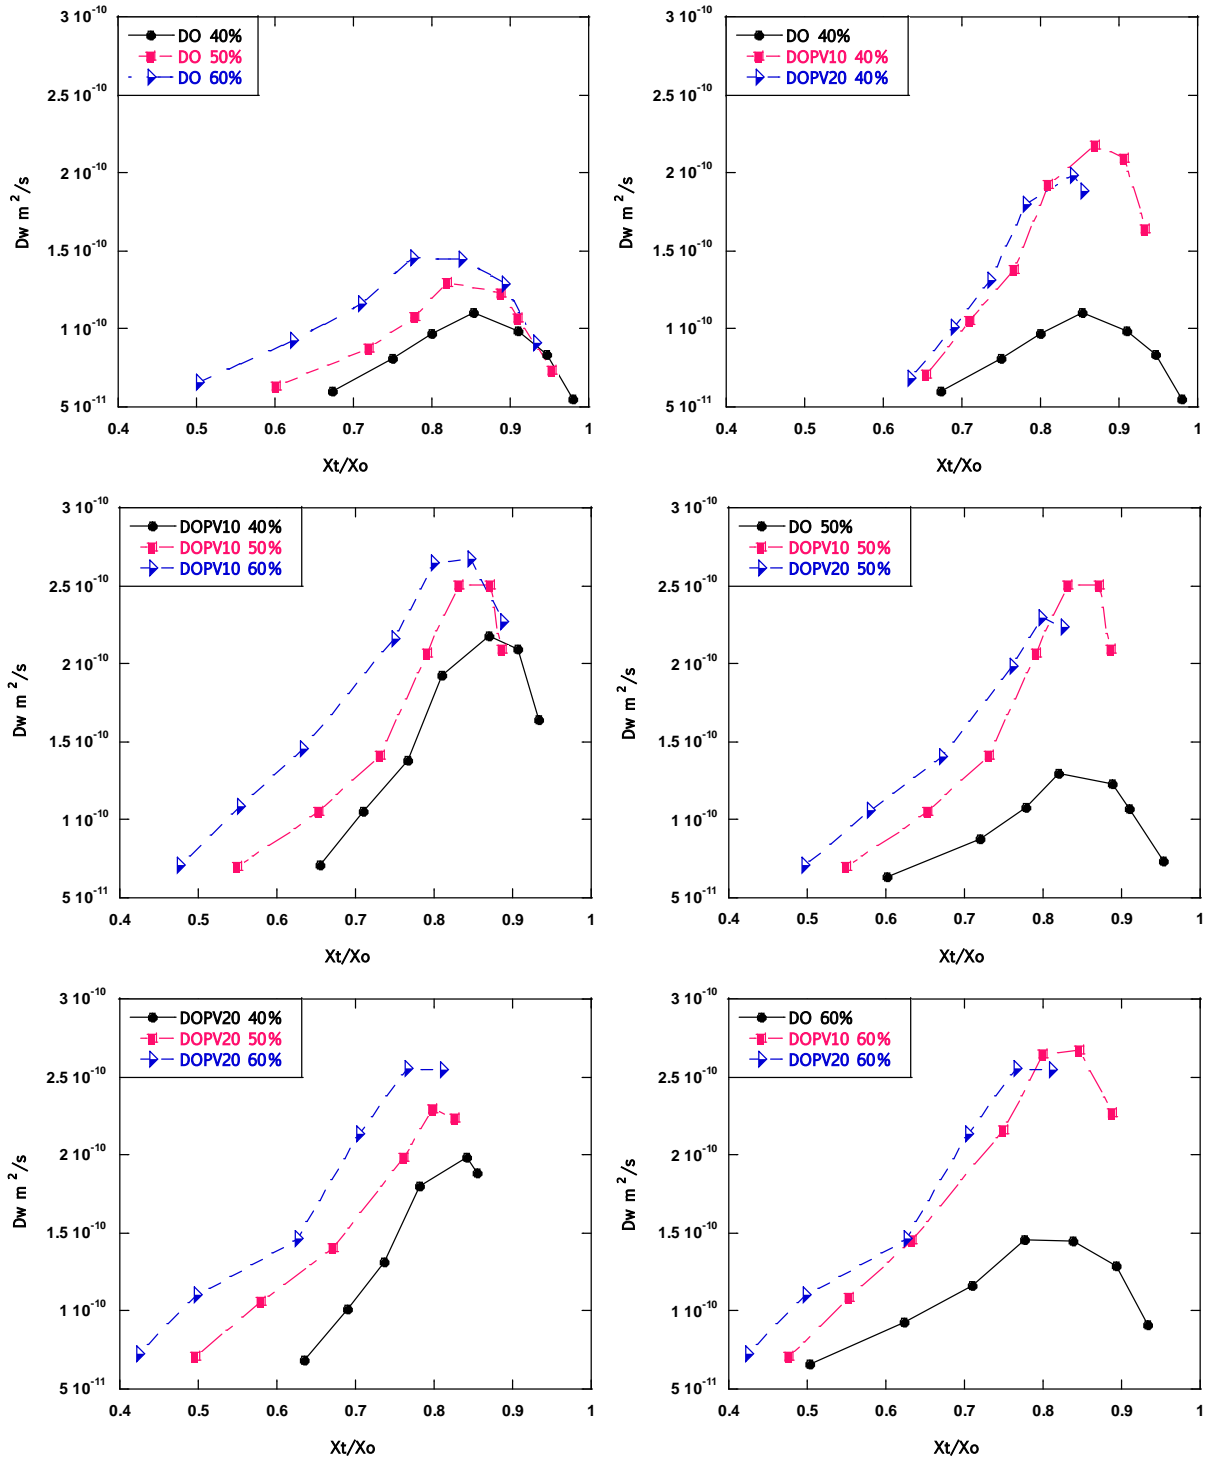 3 10^-10
DO 40%
DO 50%
DO 60%
2.5 10^-10
2 10^-10
1.5 10^-10
1 10^-10
5 10^-11
Dw m^2/s
0.4 0.5 0.6 0.7 0.8 0.9 1
Xt/Xo
3 10^-10
DO 40%
DOPV10 40%
DOPV20 40%
2.5 10^-10
2 10^-10
1.5 10^-10
1 10^-10
5 10^-11
Dw m^2/s
0.4 0.5 0.6 0.7 0.8 0.9 1
Xt/Xo
3 10^-10
DOPV10 40%
DOPV10 50%
DOPV10 60%
2.5 10^-10
2 10^-10
1.5 10^-10
1 10^-10
5 10^-11
Dw m^2/s
0.4 0.5 0.6 0.7 0.8 0.9 1
Xt/Xo
3 10^-10
DO 50%
DOPV10 50%
DOPV20 50%
2.5 10^-10
2 10^-10
1.5 10^-10
1 10^-10
5 10^-11
Dw m^2/s
0.4 0.5 0.6 0.7 0.8 0.9 1
Xt/Xo
3 10^-10
DOPV20 40%
DOPV20 50%
DOPV20 60%
2.5 10^-10
2 10^-10
1.5 10^-10
1 10^-10
5 10^-11
Dw m^2/s
0.4 0.5 0.6 0.7 0.8 0.9 1
Xt/Xo
3 10^-10
DO 60%
DOPV10 60%
DOPV20 60%
2.5 10^-10
2 10^-10
1.5 10^-10
1 10^-10
5 10^-11
Dw m^2/s
0.4 0.5 0.6 0.7 0.8 0.9 1
Xt/Xo